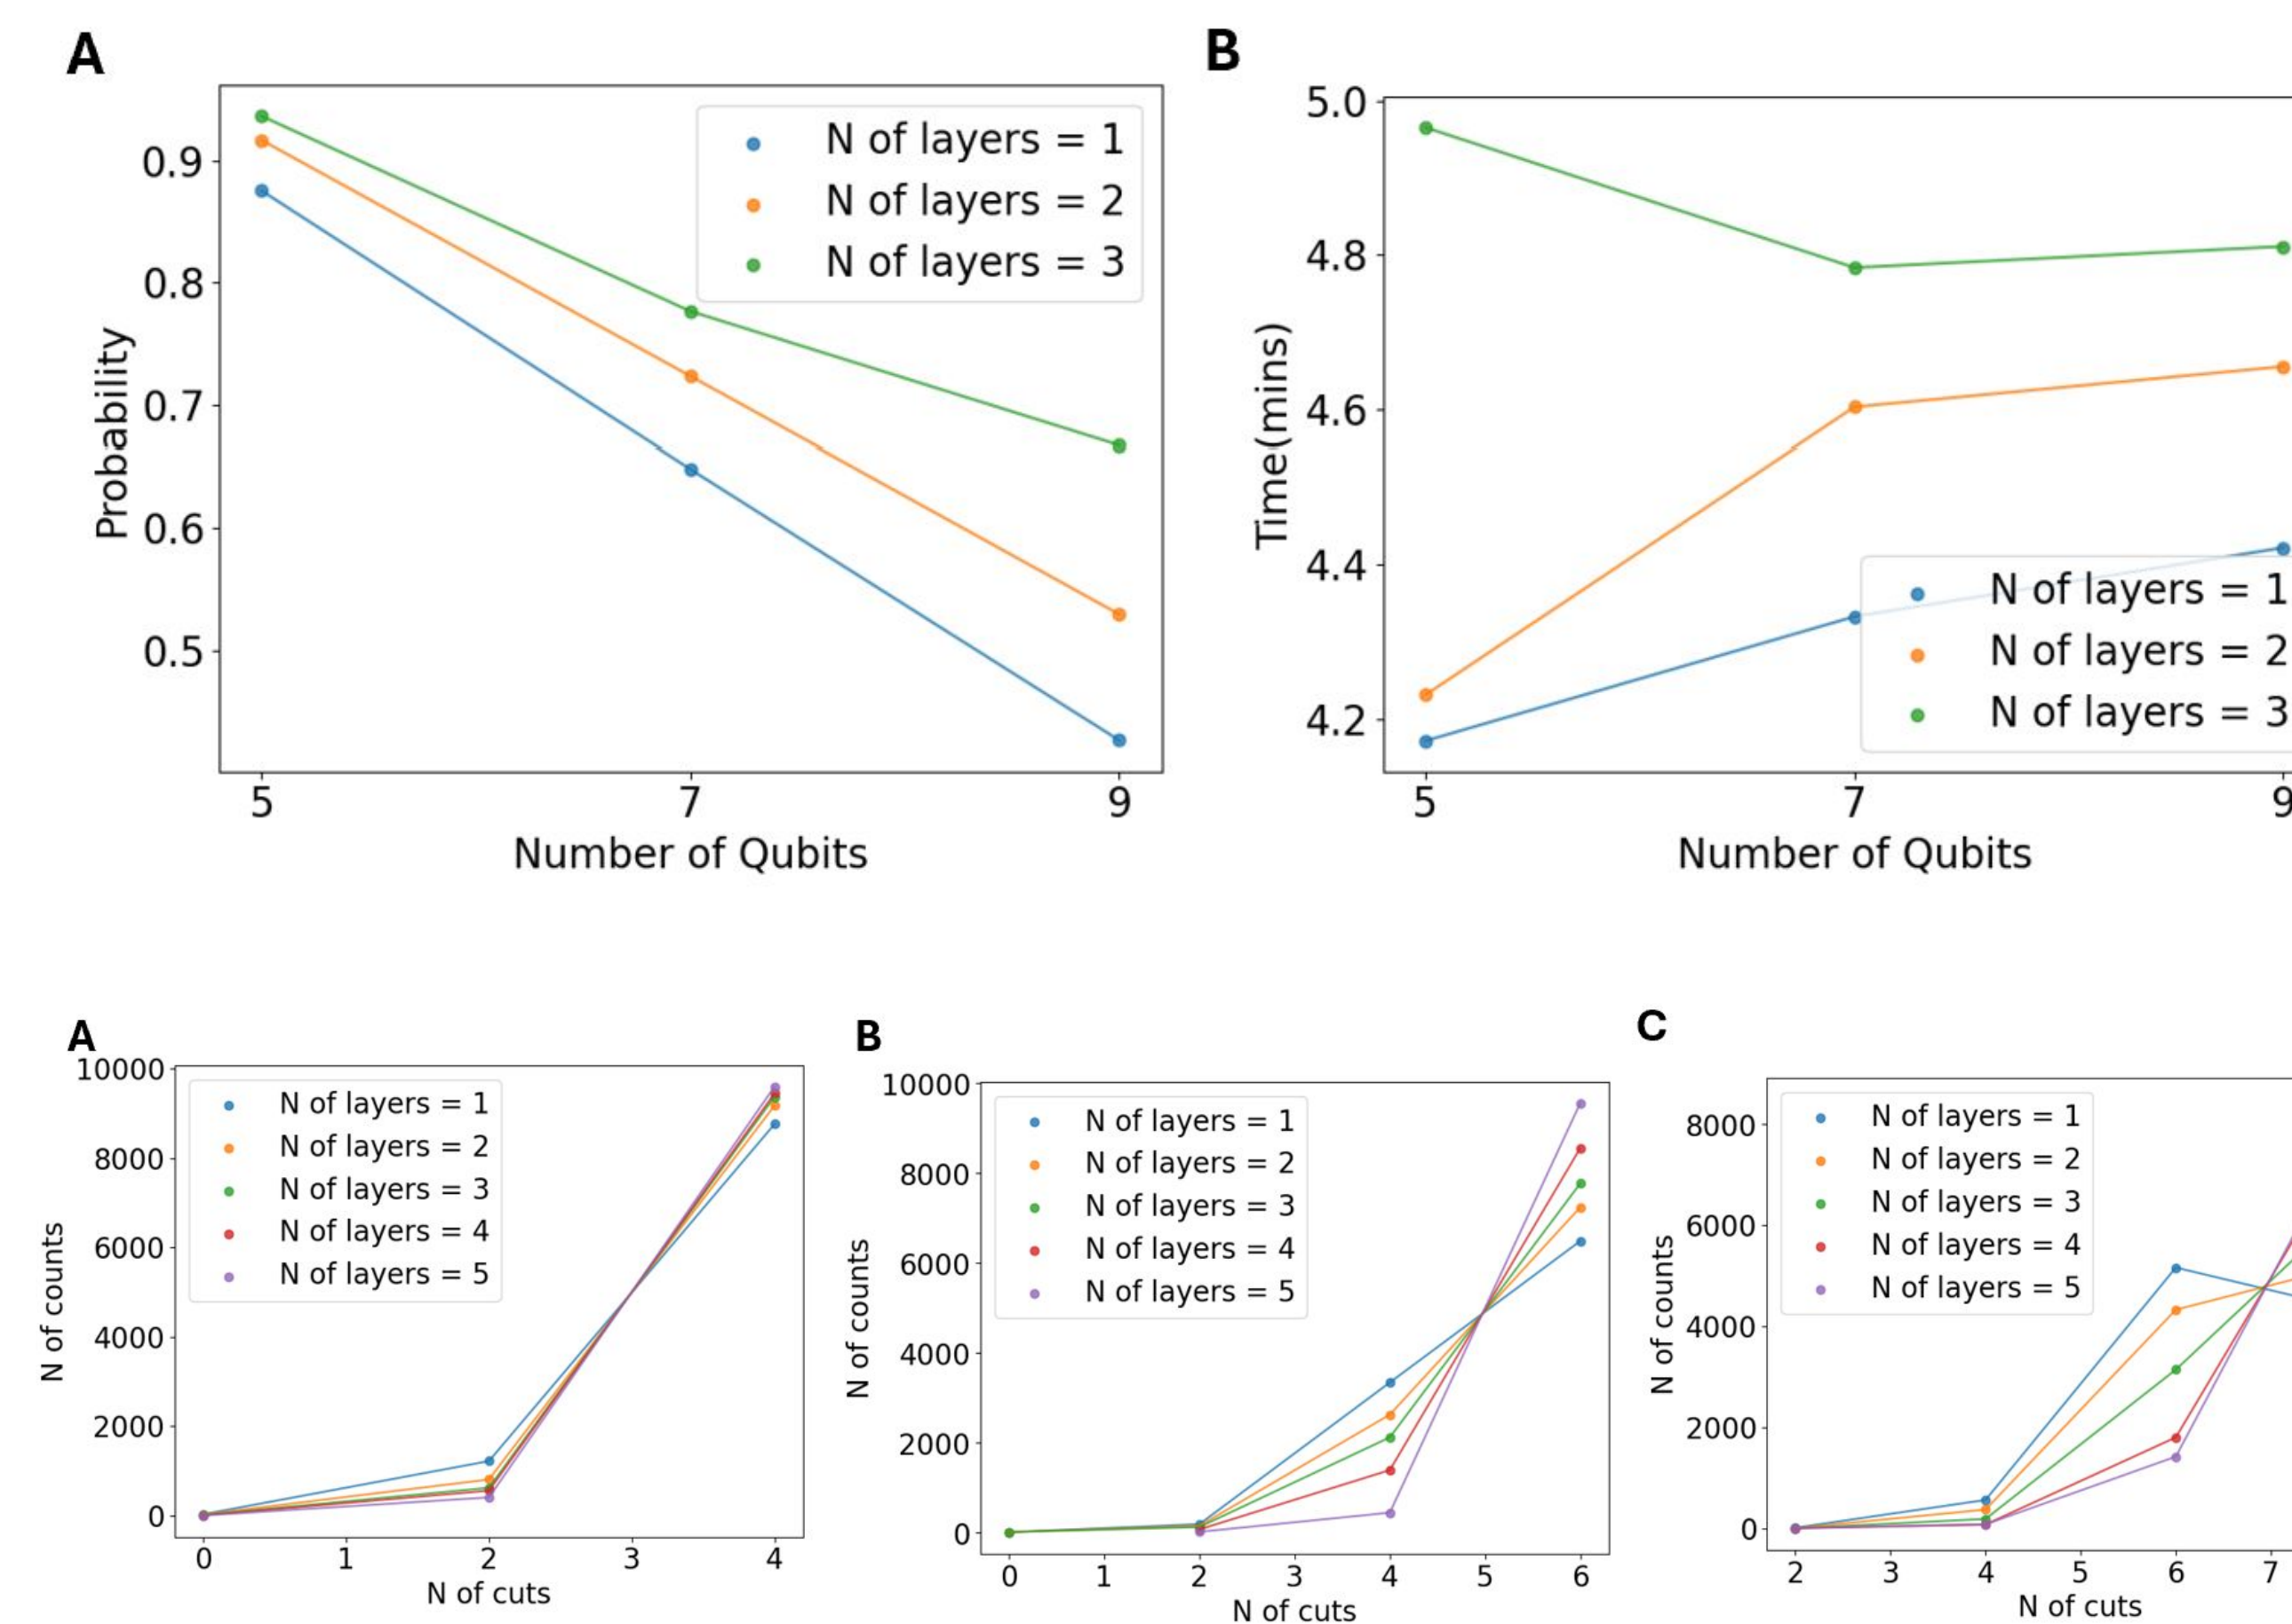 A
B
Probability
0.9
0.8
0.7
0.6
0.5
N of layers = 1
N of layers = 2
N of layers = 3
5 7 9
Number of Qubits
Time(mins)
5.0
4.8
4.6
4.4
4.2
N of layers = 1
N of layers = 2
N of layers = 3
5 7 9
Number of Qubits
A
N of counts
10000
8000
6000
4000
2000
0
N of layers = 1
N of layers = 2
N of layers = 3
N of layers = 4
N of layers = 5
0 1 2 3 4
N of cuts
B
N of counts
10000
8000
6000
4000
2000
0
N of layers = 1
N of layers = 2
N of layers = 3
N of layers = 4
N of layers = 5
0 1 2 3 4 5 6
N of cuts
C
N of counts
8000
6000
4000
2000
0
N of layers = 1
N of layers = 2
N of layers = 3
N of layers = 4
N of layers = 5
2 3 4 5 6 7
N of cuts